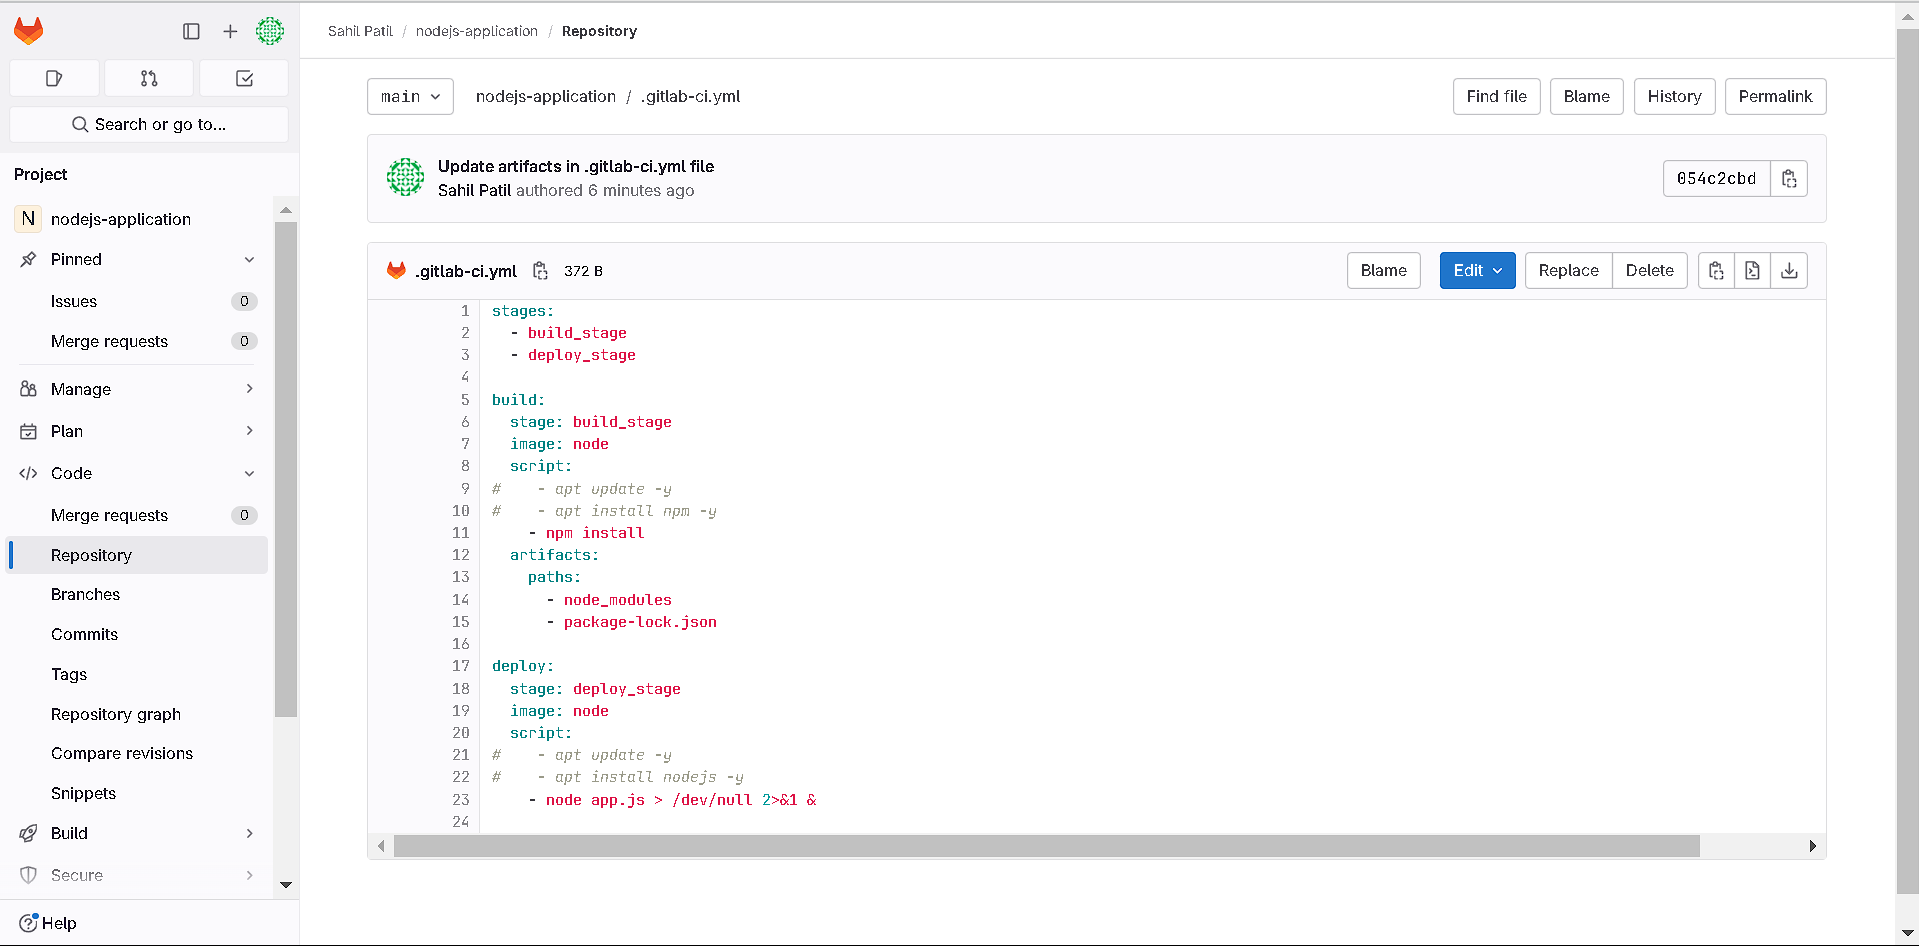 Sahil Patil / nodejs-application / Repository
Search or go to...
Project
N nodejs-application
Pinned
Issues 0
Merge requests 0
Manage
Plan
Code
Merge requests 0
Repository
Branches
Commits
Tags
Repository graph
Compare revisions
Snippets
Build
Secure
Help
main nodejs-application / .gitlab-ci.yml
Find file Blame History Permalink
Update artifacts in .gitlab-ci.yml file
Sahil Patil authored 6 minutes ago
054c2cbd
.gitlab-ci.yml 372 B
Blame Edit Replace Delete
1 stages:
2   - build_stage
3   - deploy_stage
4
5 build:
6   stage: build_stage
7   image: node
8   script:
9 #    - apt update -y
10 #    - apt install npm -y
11     - npm install
12   artifacts:
13     paths:
14       - node_modules
15       - package-lock.json
16
17 deploy:
18   stage: deploy_stage
19   image: node
20   script:
21 #    - apt update -y
22 #    - apt install nodejs -y
23     - node app.js > /dev/null 2>&1 &
24